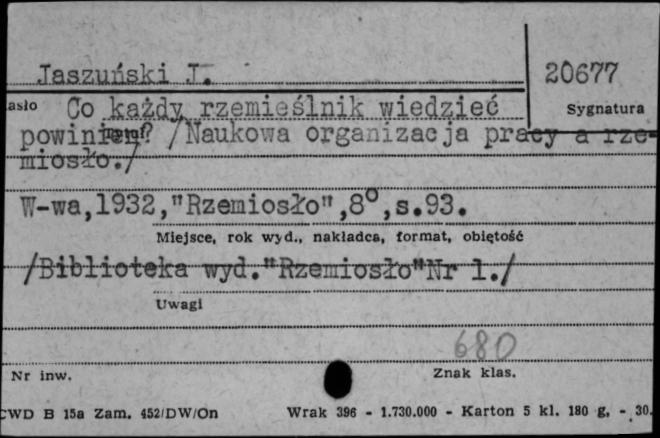 Jaszuński J.
20677
asło Co każdy rzemieślnik wiedzieć
Sygnatura
powinien? /Naukowa organizacja pracy a rze-
miosło./
W-wa,1932,"Rzemiosło",8°,s.93.
Miejsce, rok wyd., nakładca, format, objętość
/Biblioteka wyd."Rzemiosło"Nr 1./
Uwagi
680
Nr inw.
Znak klas.
CWD B 15a Zam. 452/DW/On Wrak 396 - 1.730.000 - Karton 5 kl. 180 g. - 30.